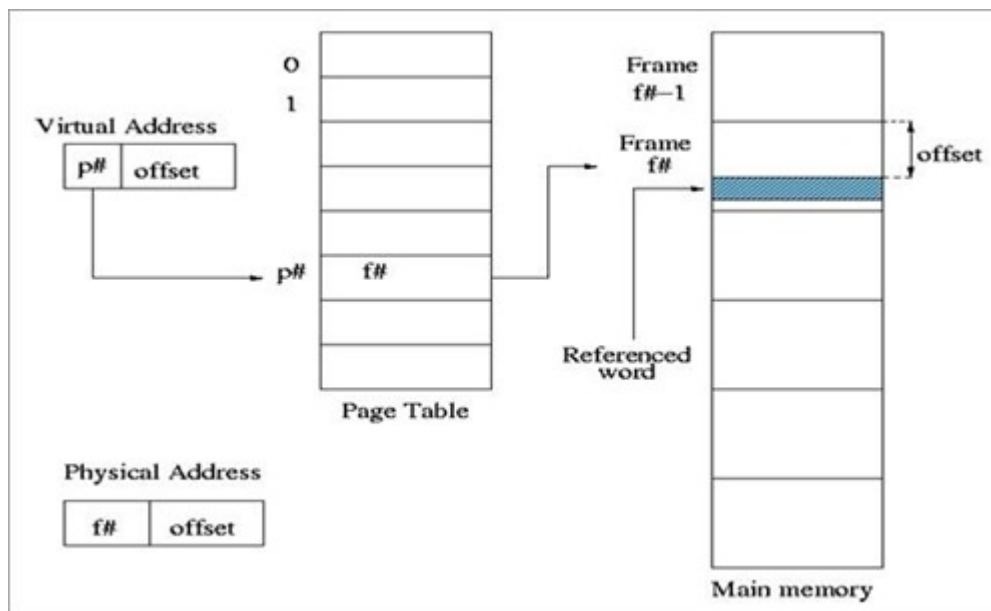 0
1
Virtual Address
p# offset
p# f#
Page Table
Physical Address
f# offset
Frame
f#−1
Frame
f#
offset
Referenced
word
Main memory